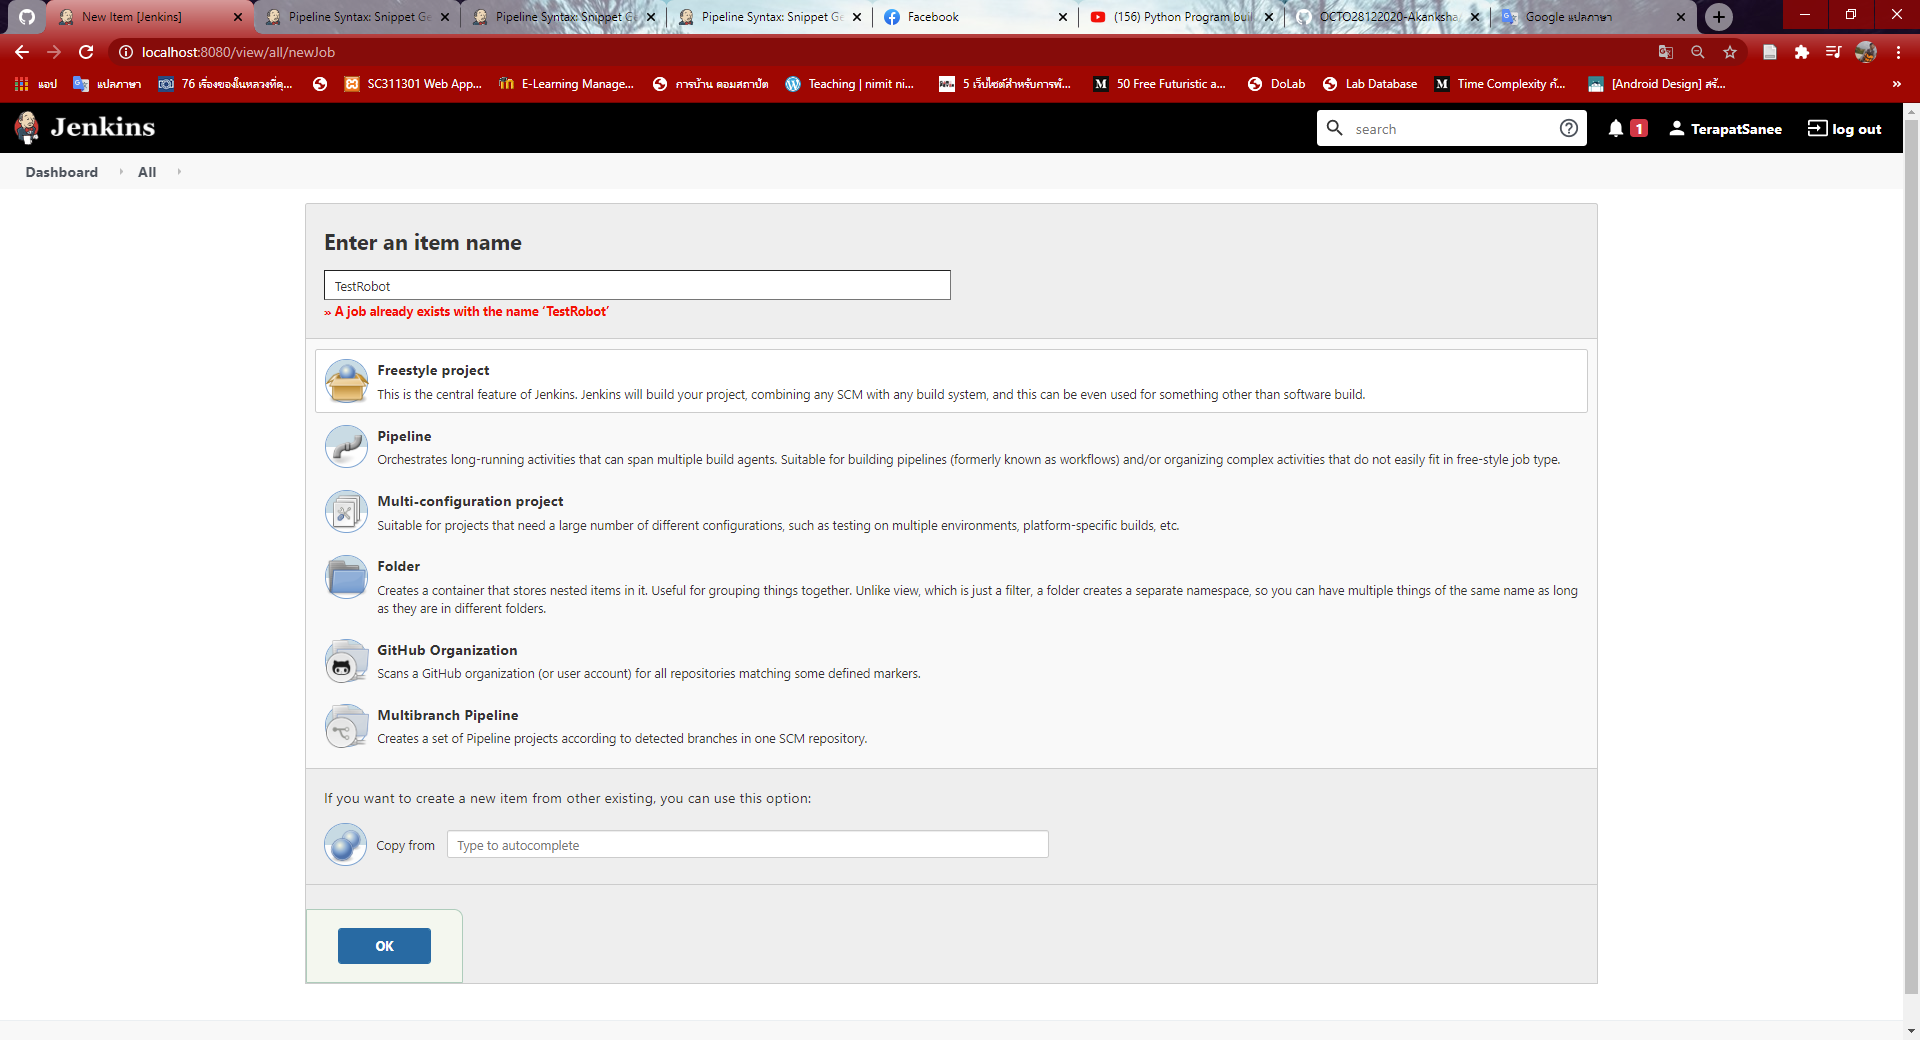 New Item [Jenkins]
Pipeline Syntax: Snippet Ge
Pipeline Syntax: Snippet G
Pipeline Syntax: Snippet Ge
Facebook
(156) Python Program bui
OCTO28122020-Akanksha
Google แปลภาษา
localhost:8080/view/all/newJob
แอป
แปลภาษา
76 เรื่องของในหลวงที่คุ...
SC311301 Web App...
E-Learning Manage...
การบ้าน คอมสถาปัต
Teaching | nimit ni...
5 เว็บไซต์สำหรับการพั...
50 Free Futuristic a...
DoLab
Lab Database
Time Complexity กั...
[Android Design] สร้...
»
Jenkins
search
1
TerapatSanee
log out
Dashboard
All
Enter an item name
TestRobot
» A job already exists with the name ‘TestRobot’
Freestyle project
This is the central feature of Jenkins. Jenkins will build your project, combining any SCM with any build system, and this can be even used for something other than software build.
Pipeline
Orchestrates long-running activities that can span multiple build agents. Suitable for building pipelines (formerly known as workflows) and/or organizing complex activities that do not easily fit in free-style job type.
Multi-configuration project
Suitable for projects that need a large number of different configurations, such as testing on multiple environments, platform-specific builds, etc.
Folder
Creates a container that stores nested items in it. Useful for grouping things together. Unlike view, which is just a filter, a folder creates a separate namespace, so you can have multiple things of the same name as long
as they are in different folders.
GitHub Organization
Scans a GitHub organization (or user account) for all repositories matching some defined markers.
Multibranch Pipeline
Creates a set of Pipeline projects according to detected branches in one SCM repository.
If you want to create a new item from other existing, you can use this option:
Copy from
Type to autocomplete
OK